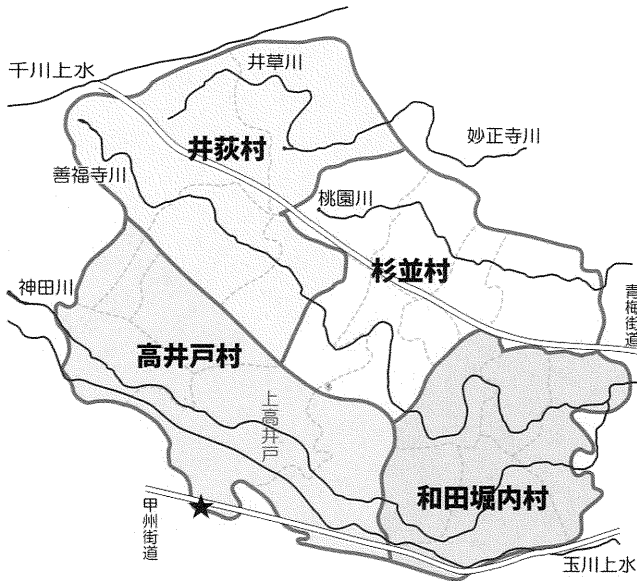 千川上水
井草川
井荻村
妙正寺川
善福寺川
桃園川
杉並村
神田川
青梅街道
高井戸村
上高井戸
和田堀内村
甲州街道
玉川上水